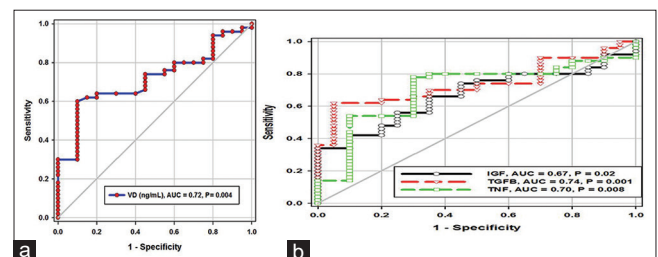 1.0
0.8
0.6
0.4
0.2
0.0
Sensitivity
VD (ng/mL), AUC = 0.72, P = 0.004
0.0 0.2 0.4 0.6 0.8 1.0
1 - Specificity
a
1.0
0.8
0.6
0.4
0.2
0.0
Sensitivity
IGF, AUC = 0.67, P = 0.02
TGFB, AUC = 0.74, P = 0.001
TNF, AUC = 0.70, P = 0.008
0.0 0.2 0.4 0.6 0.8 1.0
1 - Specificity
b